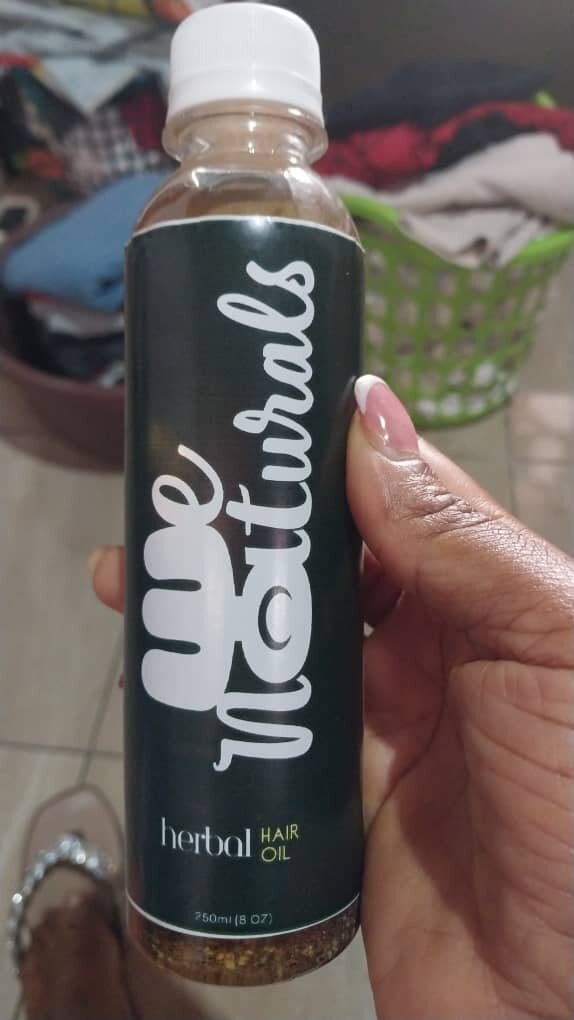 We
Naturals
herbal HAIR
OIL
250ml (8 OZ)